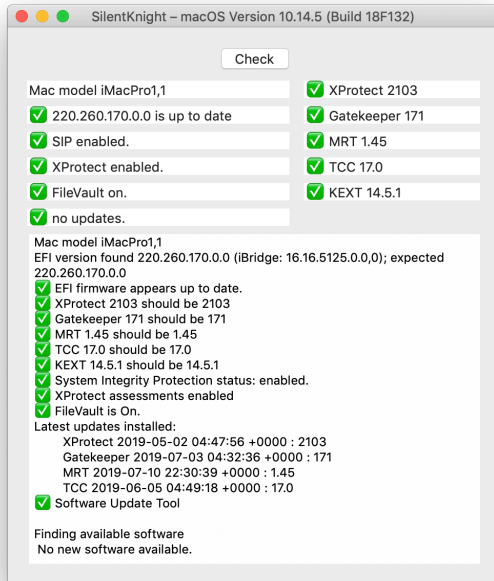 SilentKnight – macOS Version 10.14.5 (Build 18F132)
Check
Mac model iMacPro1,1
✅ XProtect 2103
✅ 220.260.170.0.0 is up to date
✅ Gatekeeper 171
✅ SIP enabled.
✅ MRT 1.45
✅ XProtect enabled.
✅ TCC 17.0
✅ FileVault on.
✅ KEXT 14.5.1
✅ no updates.
Mac model iMacPro1,1
EFI version found 220.260.170.0.0 (iBridge: 16.16.5125.0.0,0); expected
220.260.170.0.0
✅ EFI firmware appears up to date.
✅ XProtect 2103 should be 2103
✅ Gatekeeper 171 should be 171
✅ MRT 1.45 should be 1.45
✅ TCC 17.0 should be 17.0
✅ KEXT 14.5.1 should be 14.5.1
✅ System Integrity Protection status: enabled.
✅ XProtect assessments enabled
✅ FileVault is On.
Latest updates installed:
XProtect 2019-05-02 04:47:56 +0000 : 2103
Gatekeeper 2019-07-03 04:32:36 +0000 : 171
MRT 2019-07-10 22:30:39 +0000 : 1.45
TCC 2019-06-05 04:49:18 +0000 : 17.0
✅ Software Update Tool
Finding available software
No new software available.